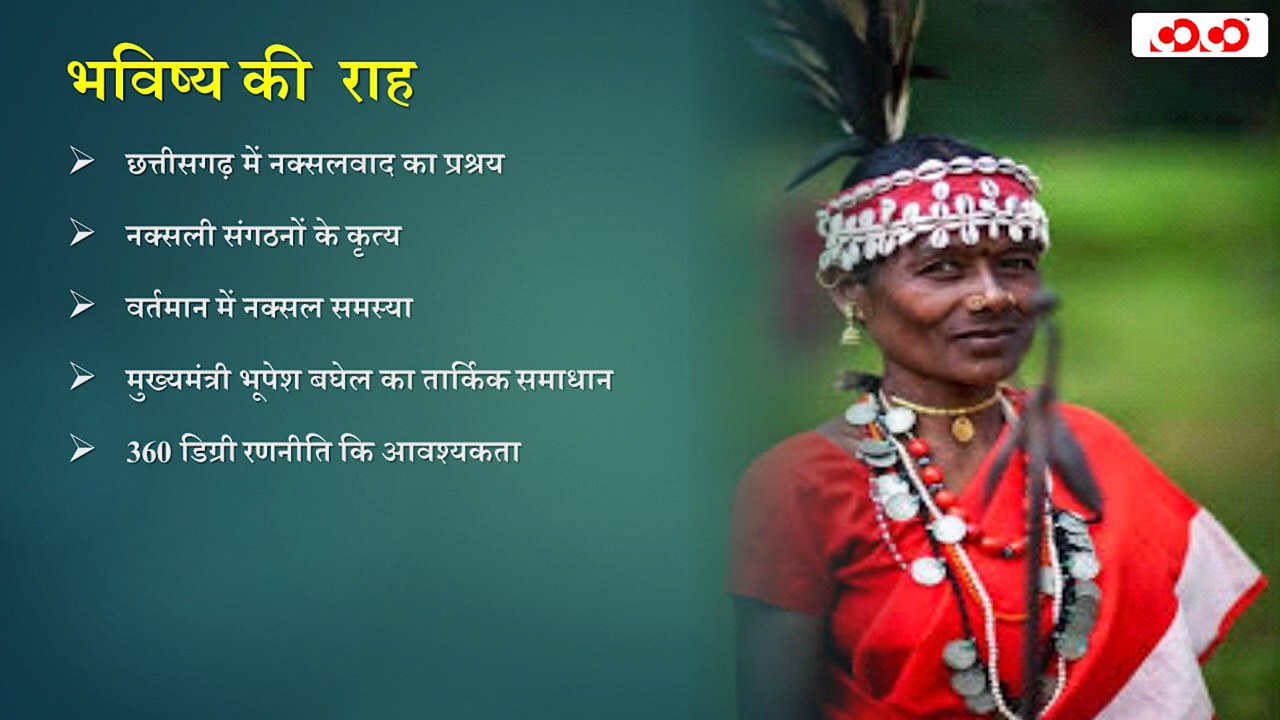 भविष्य की राह
➢ छत्तीसगढ़ में नक्सलवाद का प्रश्रय
➢ नक्सली संगठनों के कृत्य
➢ वर्तमान में नक्सल समस्या
➢ मुख्यमंत्री भूपेश बघेल का तार्किक समाधान
➢ 360 डिग्री रणनीति कि आवश्यकता